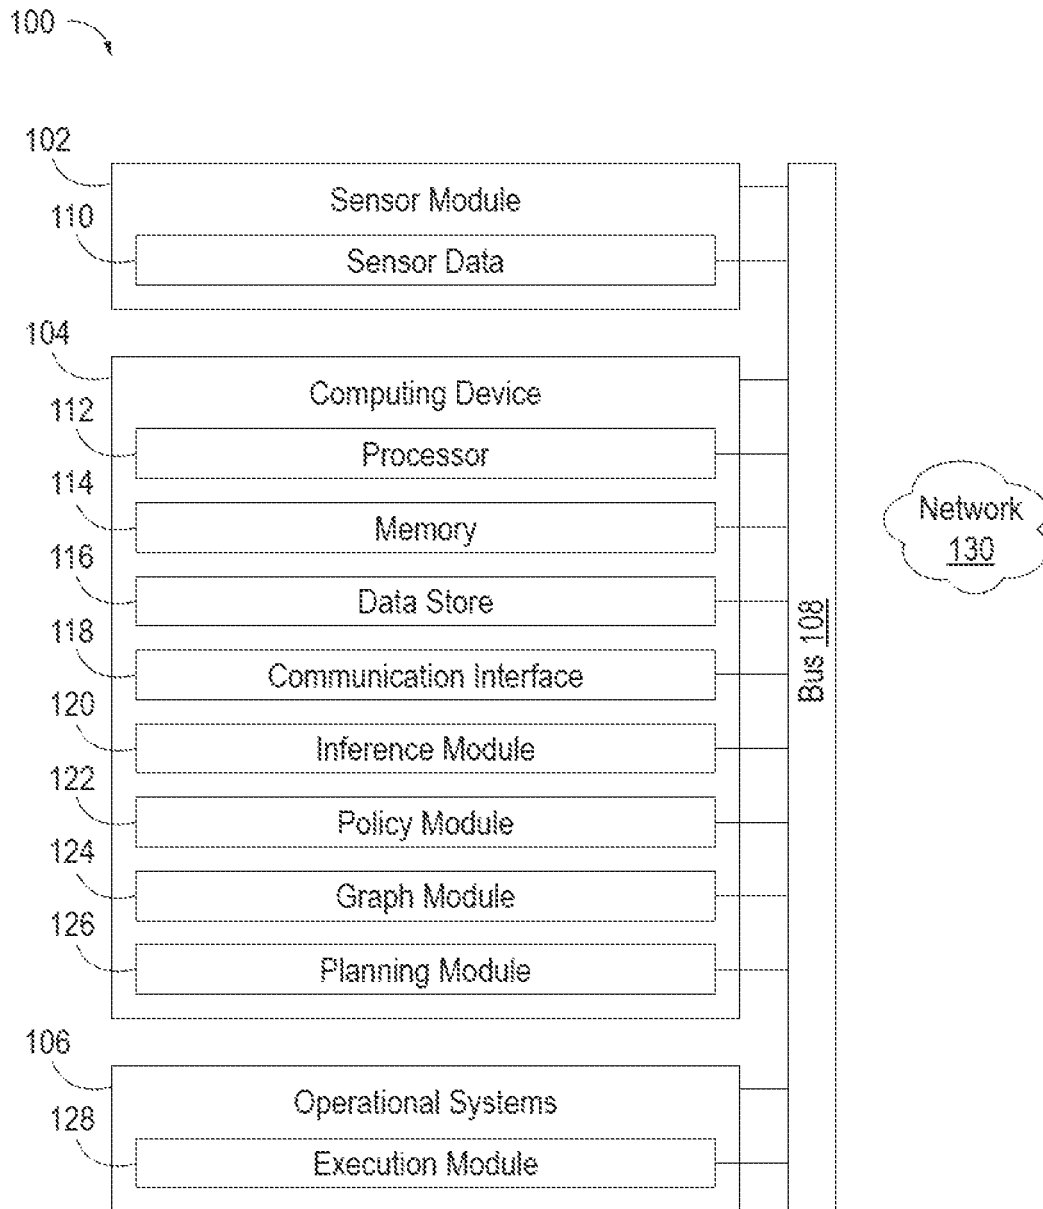 100
102
Sensor Module
110
Sensor Data
104
Computing Device
112
Processor
114
Memory
116
Data Store
118
Communication Interface
120
Inference Module
122
Policy Module
124
Graph Module
126
Planning Module
106
Operational Systems
128
Execution Module
Bus 108
Network
130